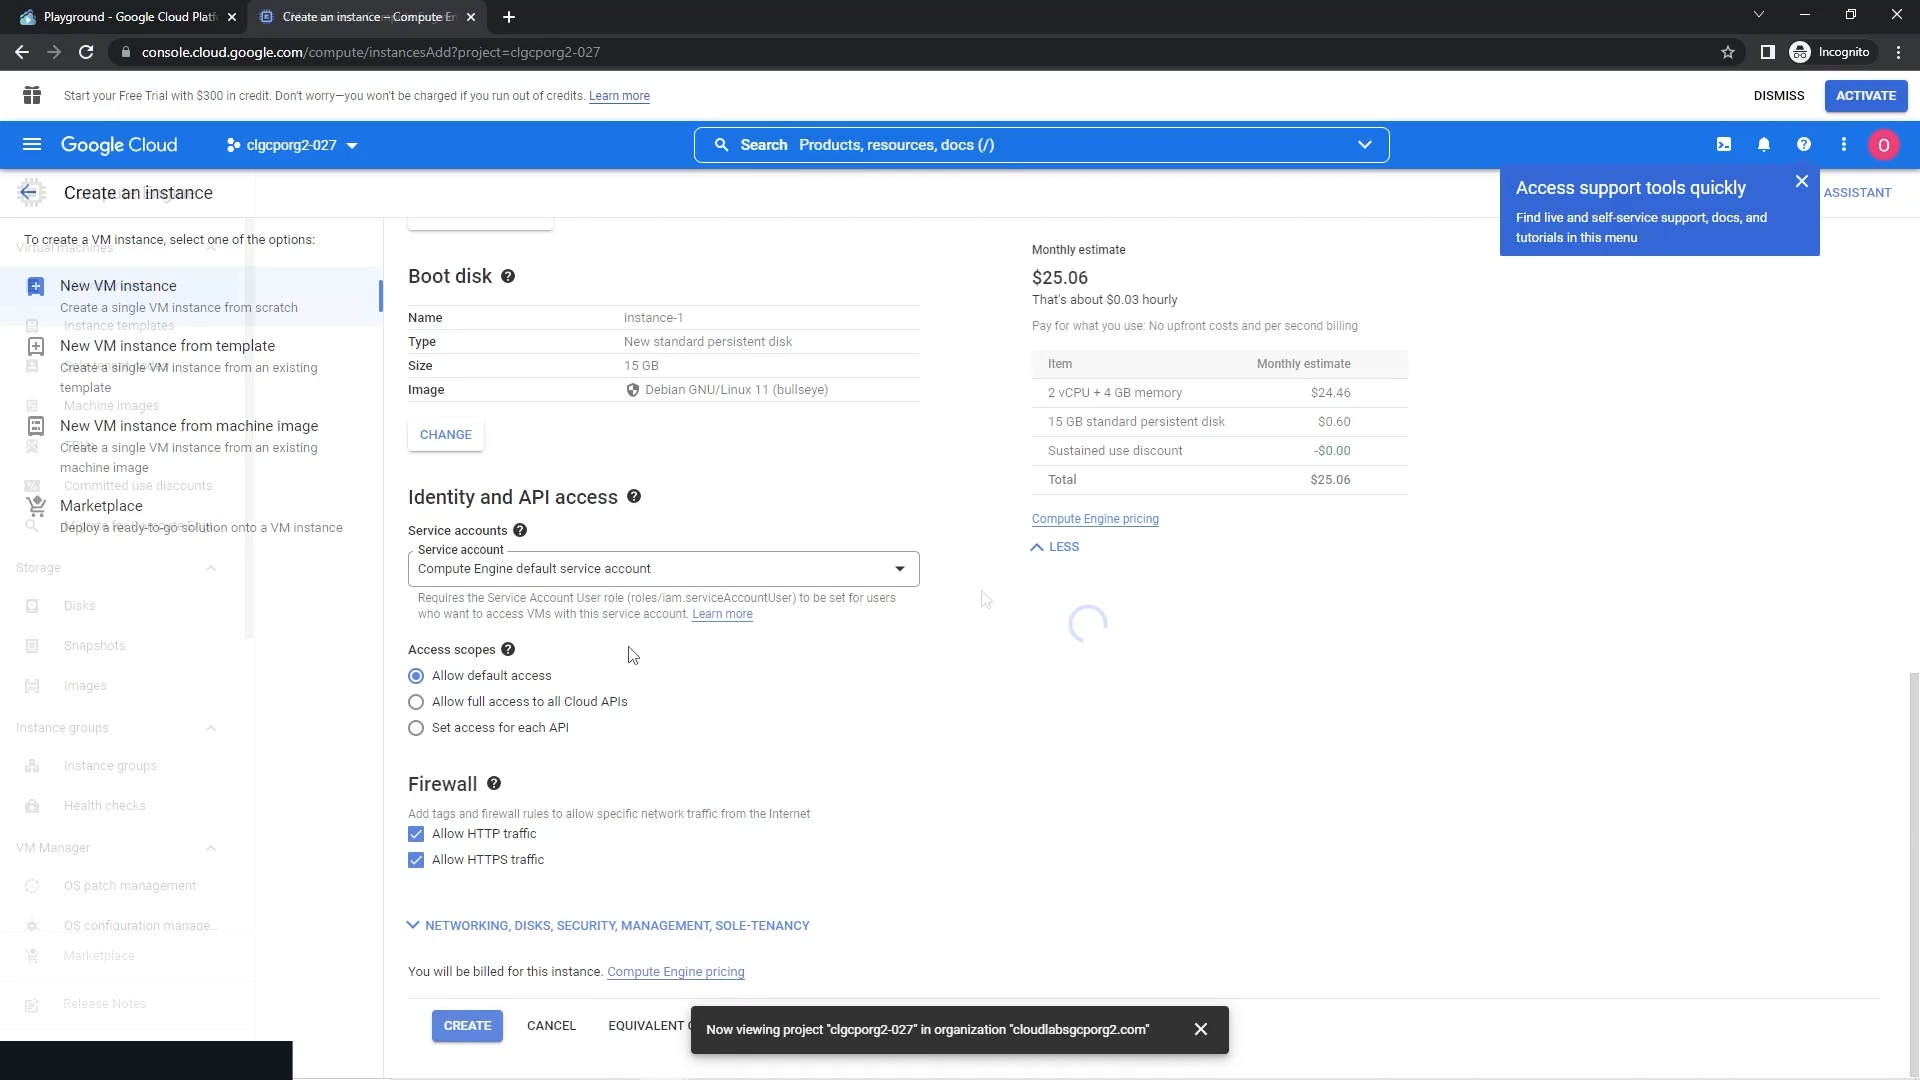 Playground - Google Cloud Platf
Create an instance – Compute En
console.cloud.google.com/compute/instancesAdd?project=clgcporg2-027
Incognito
Start your Free Trial with $300 in credit. Don't worry—you won't be charged if you run out of credits. Learn more
DISMISS
ACTIVATE
Google Cloud
clgcporg2-027
Search Products, resources, docs (/)
O
Create an instance
Access support tools quickly
Find live and self-service support, docs, and
tutorials in this menu
ASSISTANT
To create a VM instance, select one of the options:
Virtual machines
New VM instance
Create a single VM instance from scratch
Instance templates
New VM instance from template
Create a single VM instance from an existing
template
Machine images
New VM instance from machine image
Create a single VM instance from an existing
machine image
Committed use discounts
Marketplace
Deploy a ready-to-go solution onto a VM instance
Storage
Disks
Snapshots
Images
Instance groups
Instance groups
Health checks
VM Manager
OS patch management
OS configuration manage...
Marketplace
Release Notes
Boot disk
Name instance-1
Type New standard persistent disk
Size 15 GB
Image Debian GNU/Linux 11 (bullseye)
CHANGE
Identity and API access
Service accounts
Service account
Compute Engine default service account
Requires the Service Account User role (roles/iam.serviceAccountUser) to be set for users
who want to access VMs with this service account. Learn more
Access scopes
Allow default access
Allow full access to all Cloud APIs
Set access for each API
Firewall
Add tags and firewall rules to allow specific network traffic from the Internet
Allow HTTP traffic
Allow HTTPS traffic
NETWORKING, DISKS, SECURITY, MANAGEMENT, SOLE-TENANCY
You will be billed for this instance. Compute Engine pricing
CREATE
CANCEL
EQUIVALENT
Now viewing project "clgcporg2-027" in organization "cloudlabsgcporg2.com"
Monthly estimate
$25.06
That's about $0.03 hourly
Pay for what you use: No upfront costs and per second billing
Item Monthly estimate
2 vCPU + 4 GB memory $24.46
15 GB standard persistent disk $0.60
Sustained use discount -$0.00
Total $25.06
Compute Engine pricing
LESS